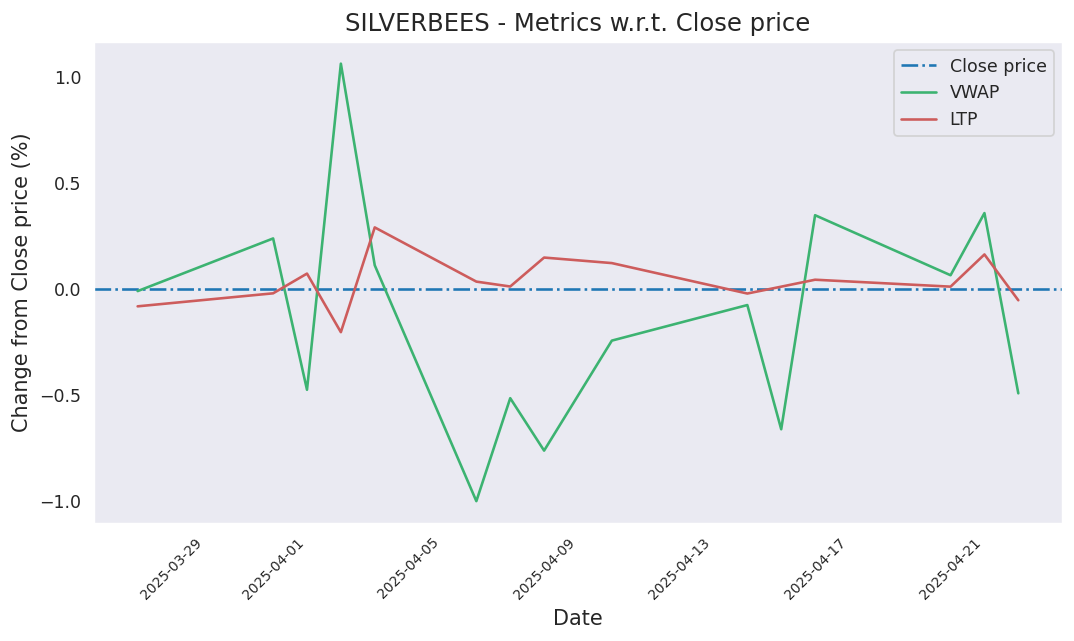 SILVERBEES - Metrics w.r.t. Close price
Close price
VWAP
LTP
Change from Close price (%)
1.0
0.5
0.0
−0.5
−1.0
2025-03-29
2025-04-01
2025-04-05
2025-04-09
2025-04-13
2025-04-17
2025-04-21
Date